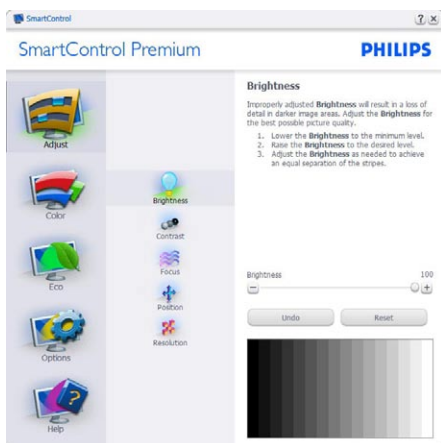 SmartControl
SmartControl Premium
PHILIPS
Adjust
Color
Eco
Options
Help
Brightness
Contrast
Focus
Position
Resolution
Brightness
Improperly adjusted Brightness will result in a loss of
detail in darker image areas. Adjust the Brightness for
the best possible picture quality.
1. Lower the Brightness to the minimum level.
2. Raise the Brightness to the desired level.
3. Adjust the Brightness as needed to achieve
an equal separation of the stripes.
Brightness 100
Undo Reset